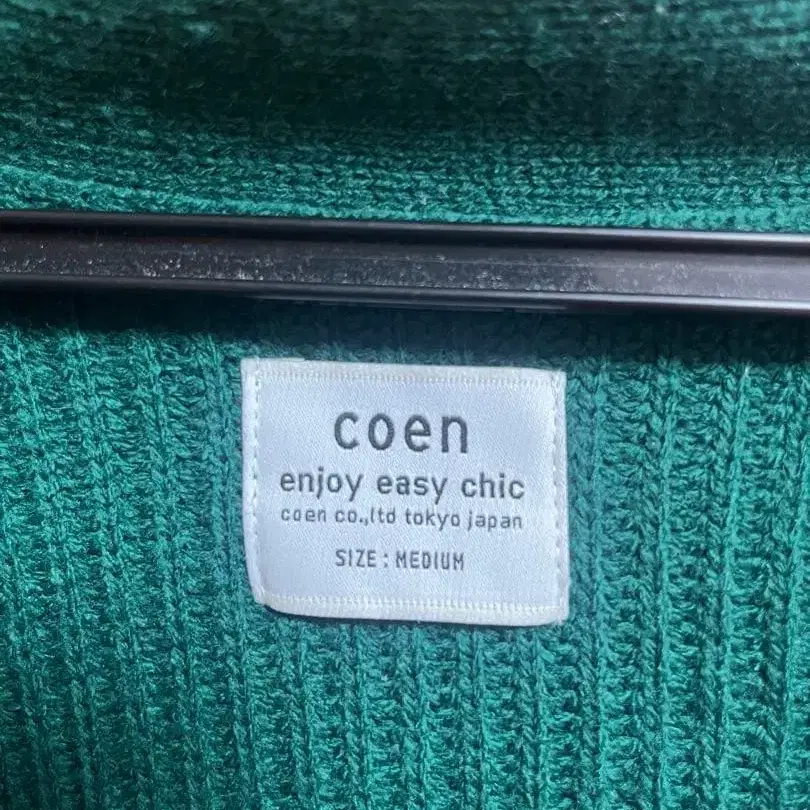 coen
enjoy easy chic
coen co.,ltd tokyo japan
SIZE : MEDIUM